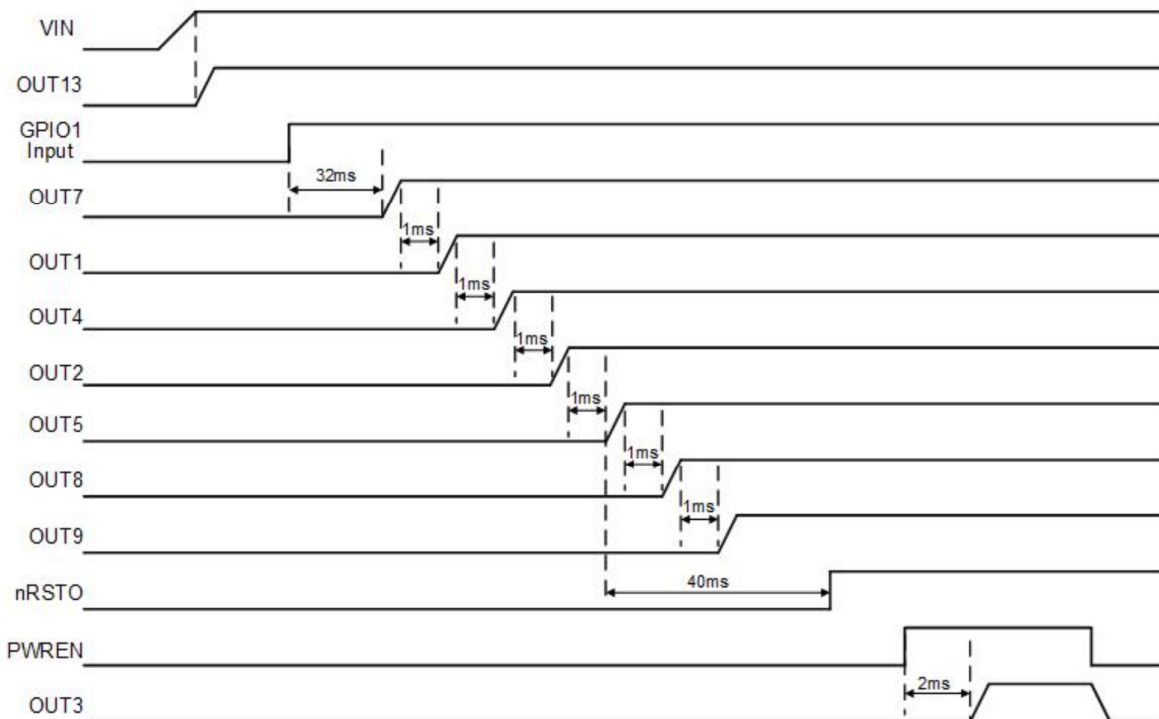 VIN
OUT13
GPIO1
Input
32ms
OUT7
1ms
OUT1
1ms
OUT4
1ms
OUT2
1ms
OUT5
1ms
OUT8
1ms
OUT9
40ms
nRSTO
PWREN
2ms
OUT3